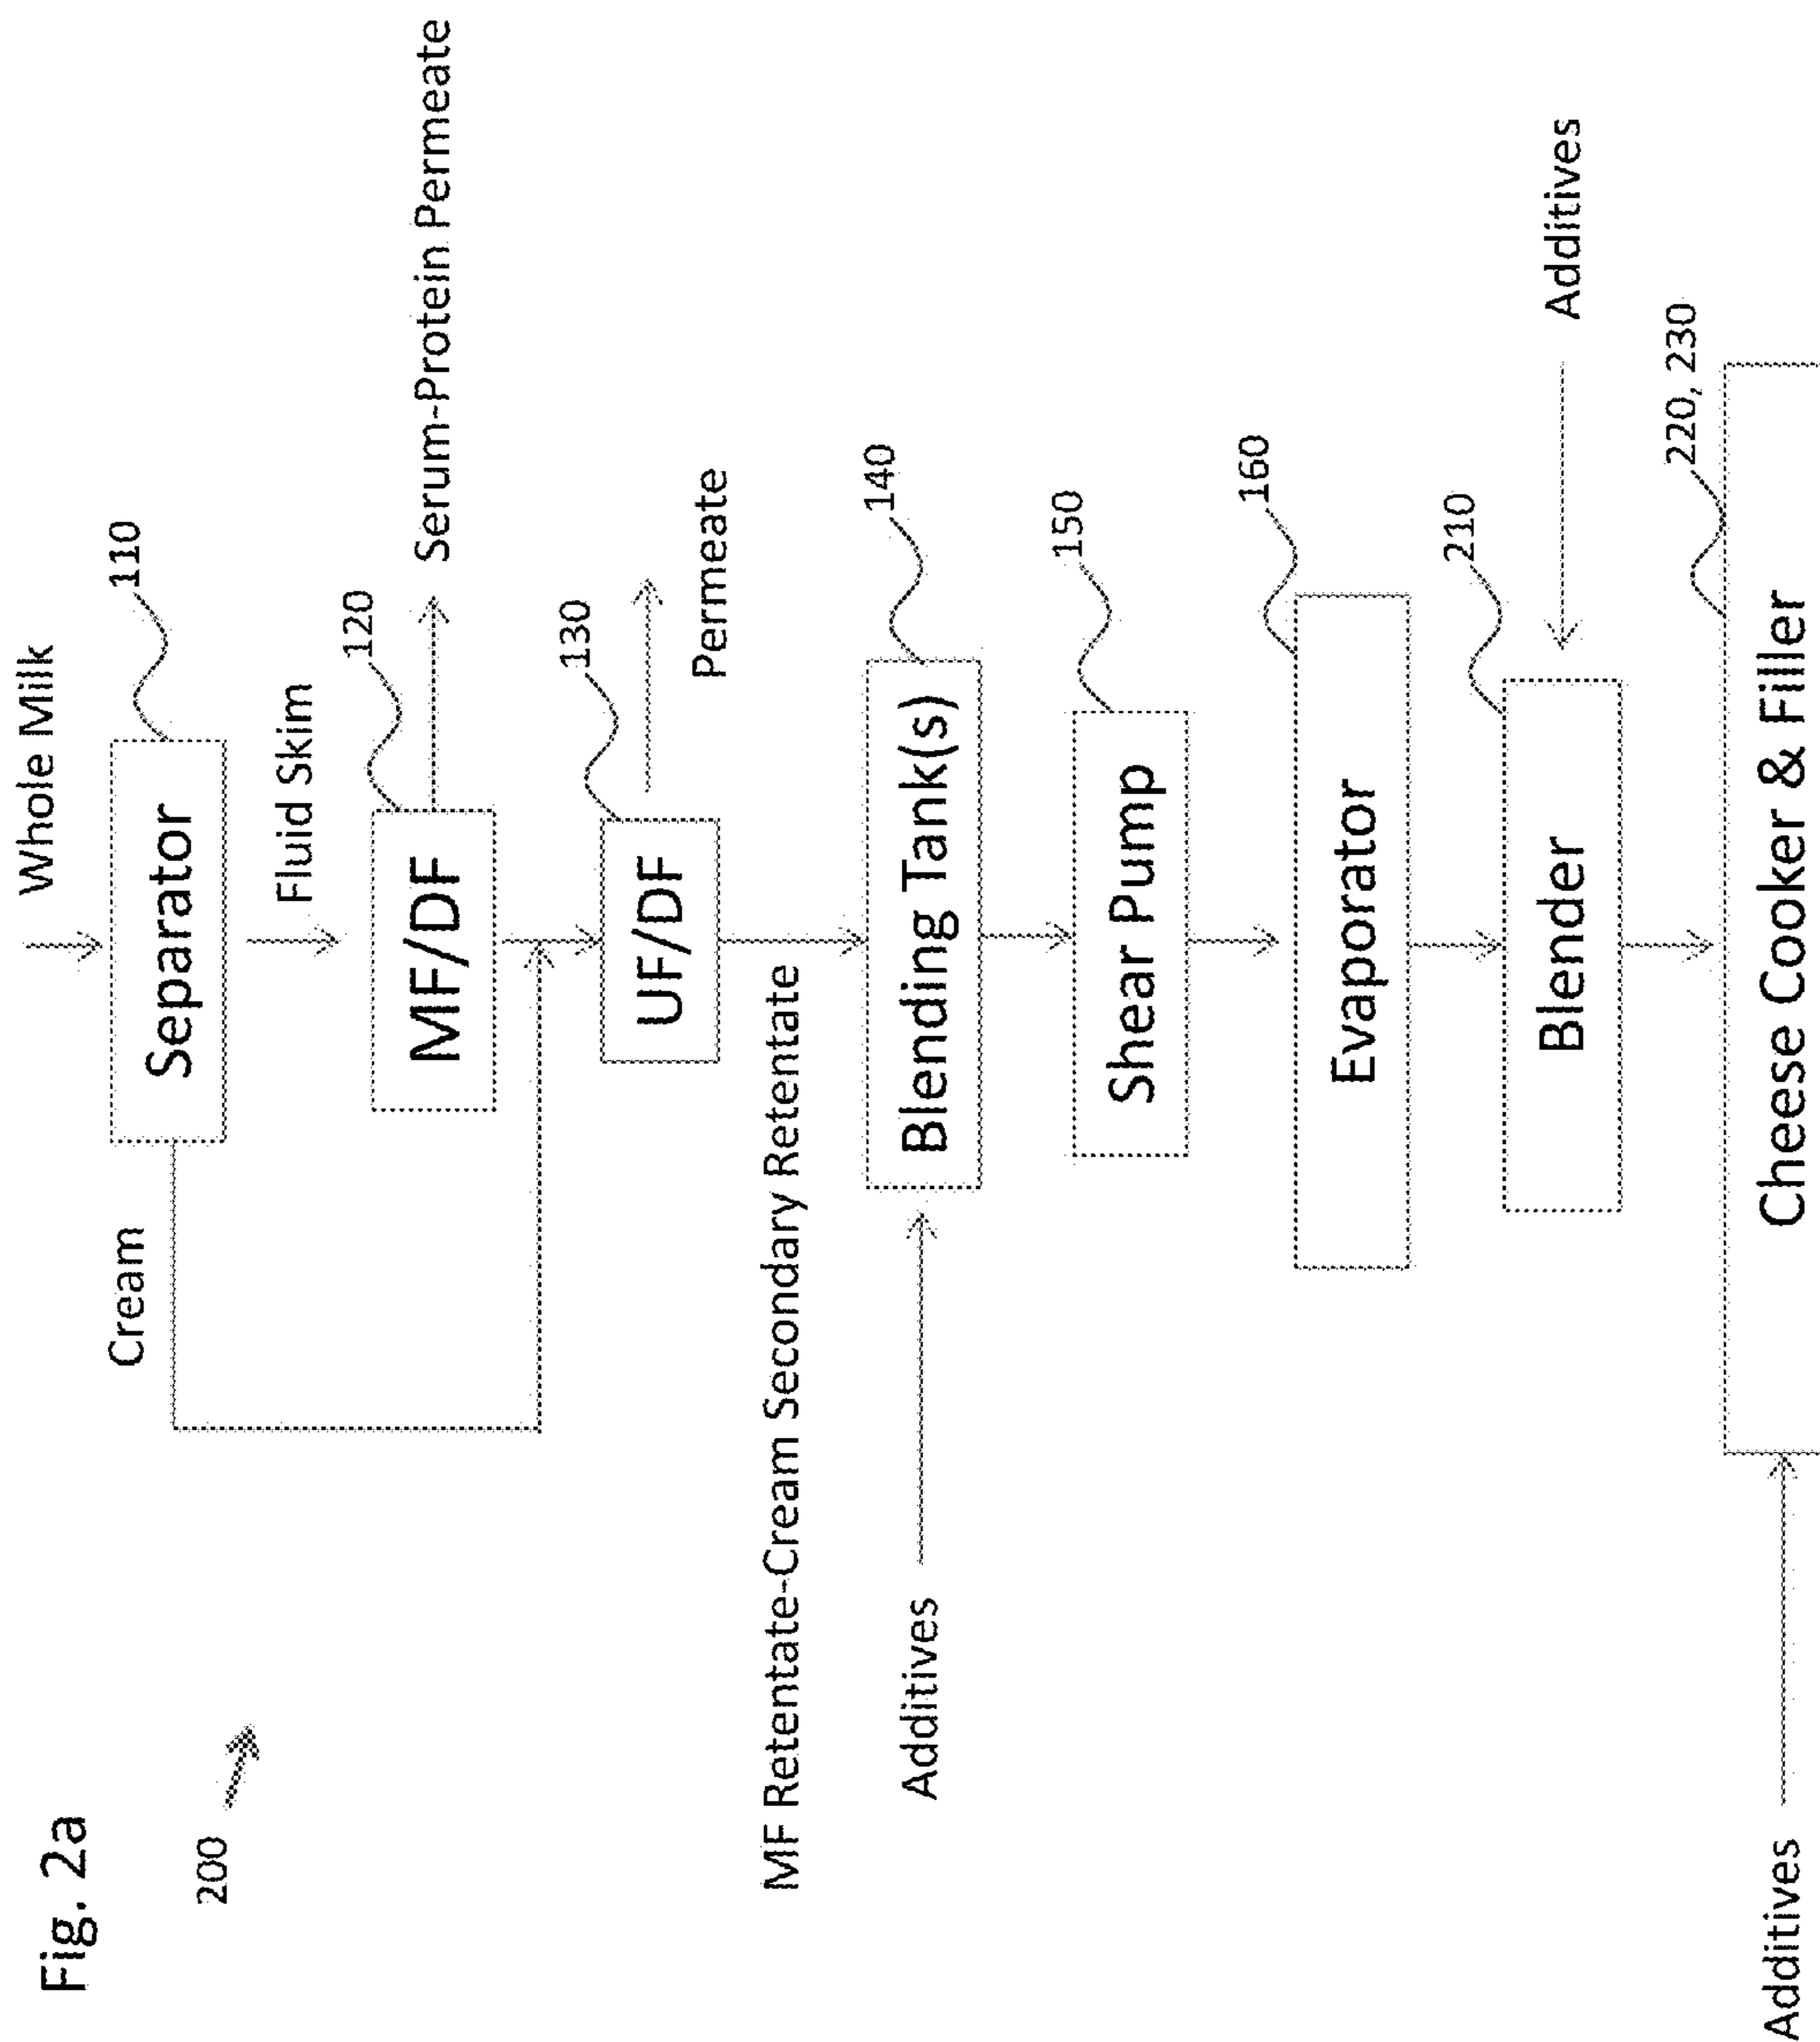 Fig. 2a
200
Whole Milk
Separator
110
Cream
Fluid Skim
MF/DF
120
Serum-Protein Permeate
UF/DF
130
Permeate
MF Retentate-Cream Secondary Retentate
Additives
Blending Tank(s)
140
Shear Pump
150
Evaporator
160
Blender
210
Additives
220, 230
Additives
Cheese Cooker & Filler